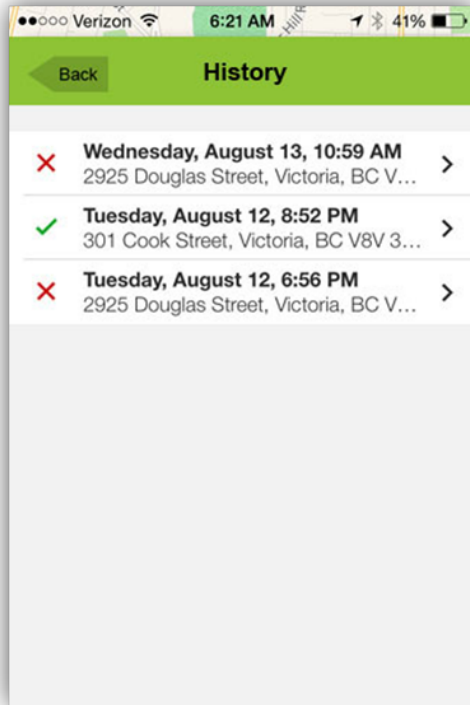 Verizon 6:21 AM 41%
Back History
Wednesday, August 13, 10:59 AM
2925 Douglas Street, Victoria, BC V...
Tuesday, August 12, 8:52 PM
301 Cook Street, Victoria, BC V8V 3...
Tuesday, August 12, 6:56 PM
2925 Douglas Street, Victoria, BC V...